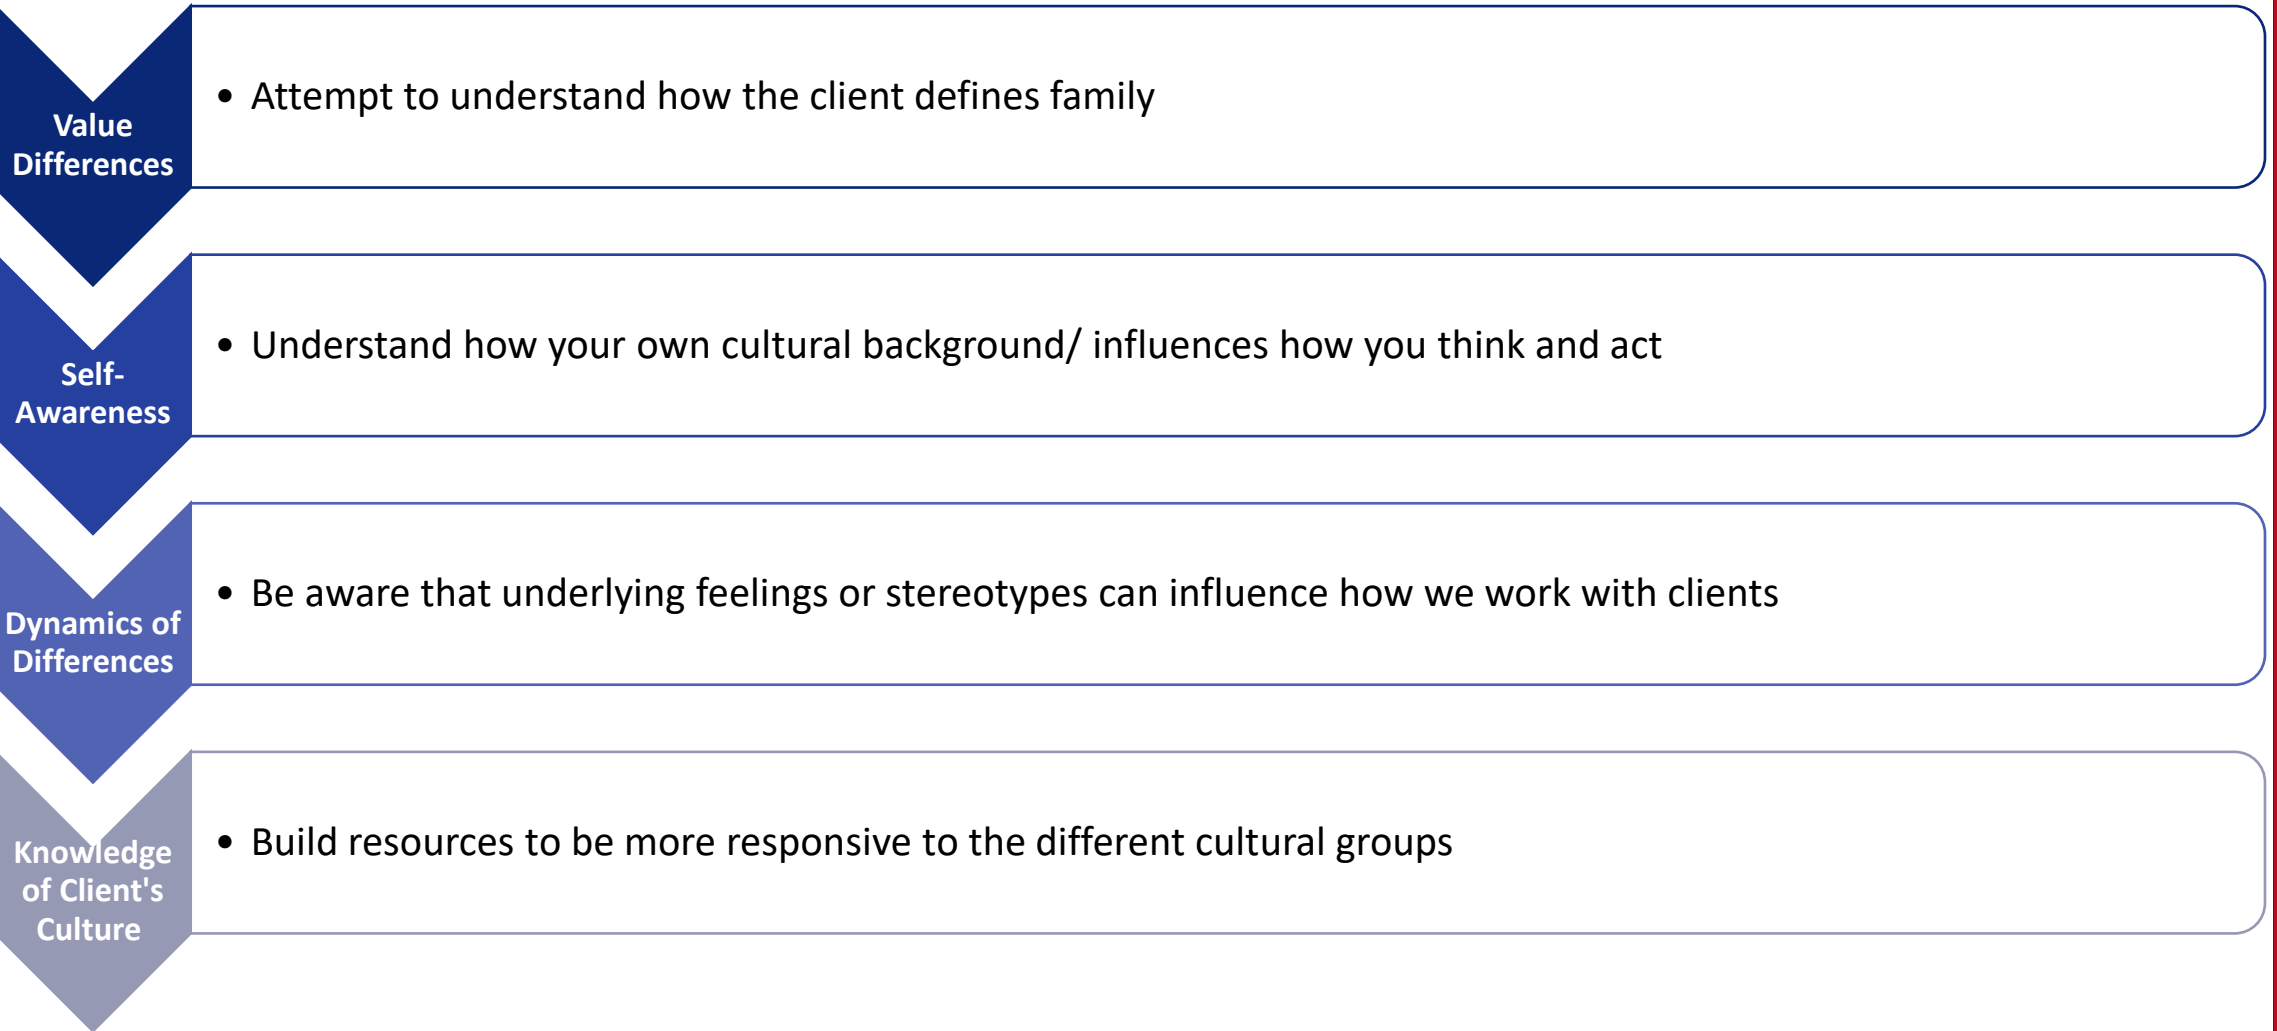 Value
Differences
• Attempt to understand how the client defines family
Self-
Awareness
• Understand how your own cultural background/ influences how you think and act
Dynamics of
Differences
• Be aware that underlying feelings or stereotypes can influence how we work with clients
Knowledge
of Client's
Culture
• Build resources to be more responsive to the different cultural groups